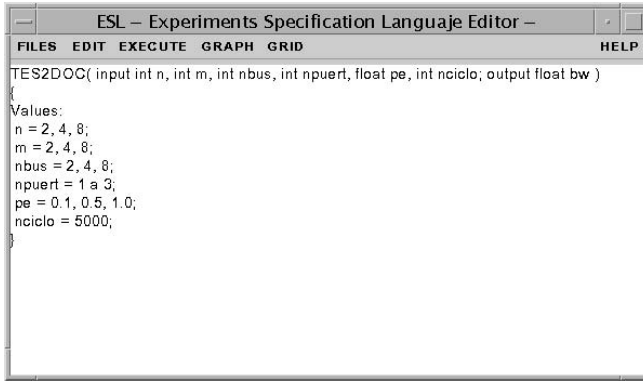 ESL – Experiments Specification Languaje Editor –
FILES EDIT EXECUTE GRAPH GRID HELP
TES2DOC( input int n, int m, int nbus, int npuert, float pe, int nciclo; output float bw )
{
Values:
n = 2, 4, 8;
m = 2, 4, 8;
nbus = 2, 4, 8;
npuert = 1 a 3;
pe = 0.1, 0.5, 1.0;
nciclo = 5000;
}